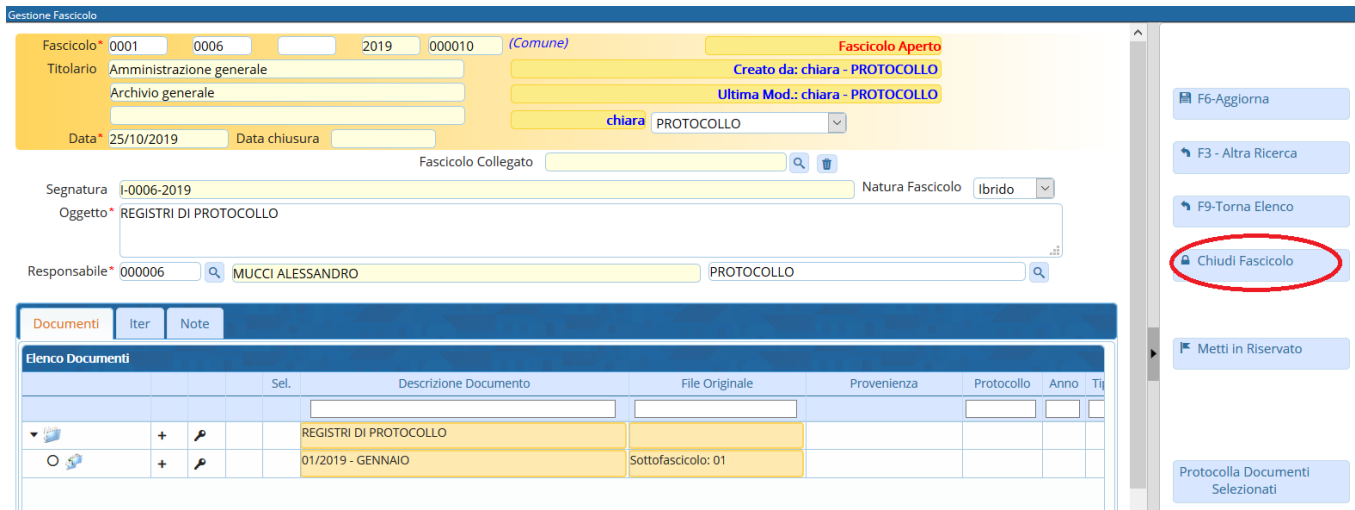 Gestione Fascicolo
Fascicolo* 0001 0006 2019 000010 (Comune) Fascicolo Aperto
Titolario Amministrazione generale Creato da: chiara - PROTOCOLLO
Archivio generale Ultima Mod.: chiara - PROTOCOLLO
chiara PROTOCOLLO
Data* 25/10/2019 Data chiusura
Fascicolo Collegato
Segnatura I-0006-2019 Natura Fascicolo Ibrido
Oggetto* REGISTRI DI PROTOCOLLO
Responsabile* 000006 MUCCI ALESSANDRO PROTOCOLLO
Documenti Iter Note
Elenco Documenti
Sel. Descrizione Documento File Originale Provenienza Protocollo Anno Ti
+ REGISTRI DI PROTOCOLLO
+ 01/2019 - GENNAIO Sottofascicolo: 01
F6-Aggiorna
F3 - Altra Ricerca
F9-Torna Elenco
Chiudi Fascicolo
Metti in Riservato
Protocolla Documenti
Selezionati